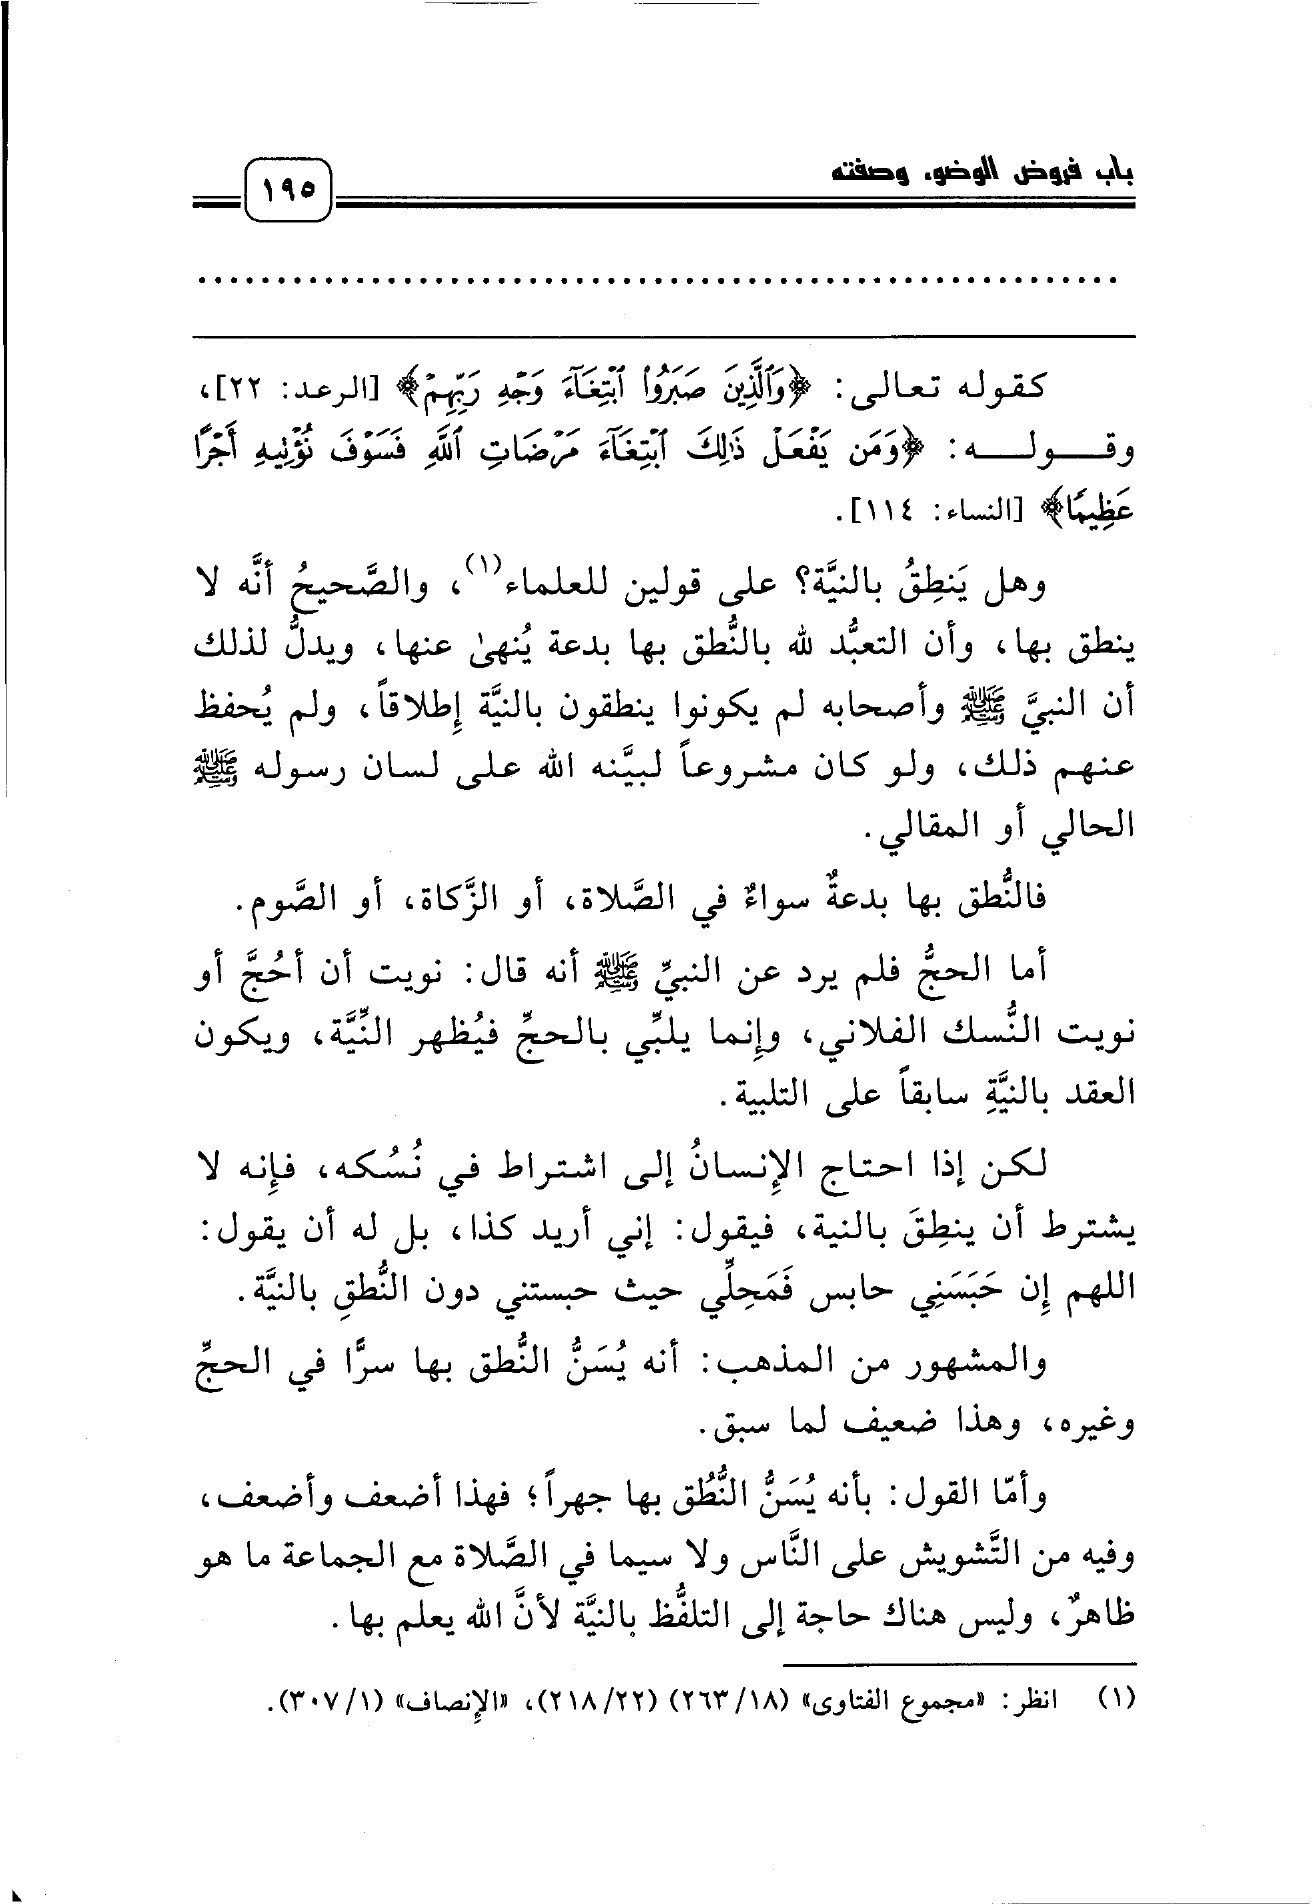 باب فروض الوضوء وصفته
١٩٥
كقوله تعالى: ﴿وَٱلَّذِينَ صَبَرُوا۟ ٱبْتِغَآءَ وَجْهِ رَبِّهِمْ﴾ [الرعد: ٢٢]،
وقـولـه: ﴿وَمَن يَفْعَلْ ذَٰلِكَ ٱبْتِغَآءَ مَرْضَاتِ ٱللَّهِ فَسَوْفَ نُؤْتِيهِ أَجْرًا
عَظِيمًا﴾ [النساء: ١١٤].
وهل يَنطِقُ بالنيَّة؟ على قولين للعلماء(١)، والصَّحيحُ أنَّه لا
ينطق بها، وأن التعبُّد لله بالنُّطق بها بدعة يُنهىٰ عنها، ويدلُّ لذلك
أن النبيَّ ﷺ وأصحابه لم يكونوا ينطقون بالنيَّة إطلاقاً، ولم يُحفظ
عنهم ذلك، ولو كان مشروعاً لبيَّنه الله على لسان رسوله ﷺ
الحالي أو المقالي.
فالنُّطق بها بدعةٌ سواءٌ في الصَّلاة، أو الزَّكاة، أو الصَّوم.
أما الحجُّ فلم يرد عن النبيِّ ﷺ أنه قال: نويت أن أحُجَّ أو
نويت النُّسك الفلاني، وإنما يلبِّي بالحجِّ فيُظهر النِّيَّة، ويكون
العقد بالنيَّةِ سابقاً على التلبية.
لكن إذا احتاج الإنسانُ إلى اشتراط في نُسُكه، فإنه لا
يشترط أن ينطِقَ بالنية، فيقول: إني أريد كذا، بل له أن يقول:
اللهم إن حَبَسَنِي حابس فَمَحِلِّي حيث حبستني دون النُّطقِ بالنيَّة.
والمشهور من المذهب: أنه يُسَنُّ النُّطق بها سرًّا في الحجِّ
وغيره، وهذا ضعيف لما سبق.
وأمّا القول: بأنه يُسَنُّ النُّطُق بها جهراً؛ فهذا أضعف وأضعف،
وفيه من التَّشويش على النَّاس ولا سيما في الصَّلاة مع الجماعة ما هو
ظاهرٌ، وليس هناك حاجة إلى التلفُّظ بالنيَّة لأنَّ الله يعلم بها.
(١) انظر: «مجموع الفتاوى» (٢٦٣/١٨) (٢١٨/٢٢)، «الإنصاف» (٣٠٧/١).